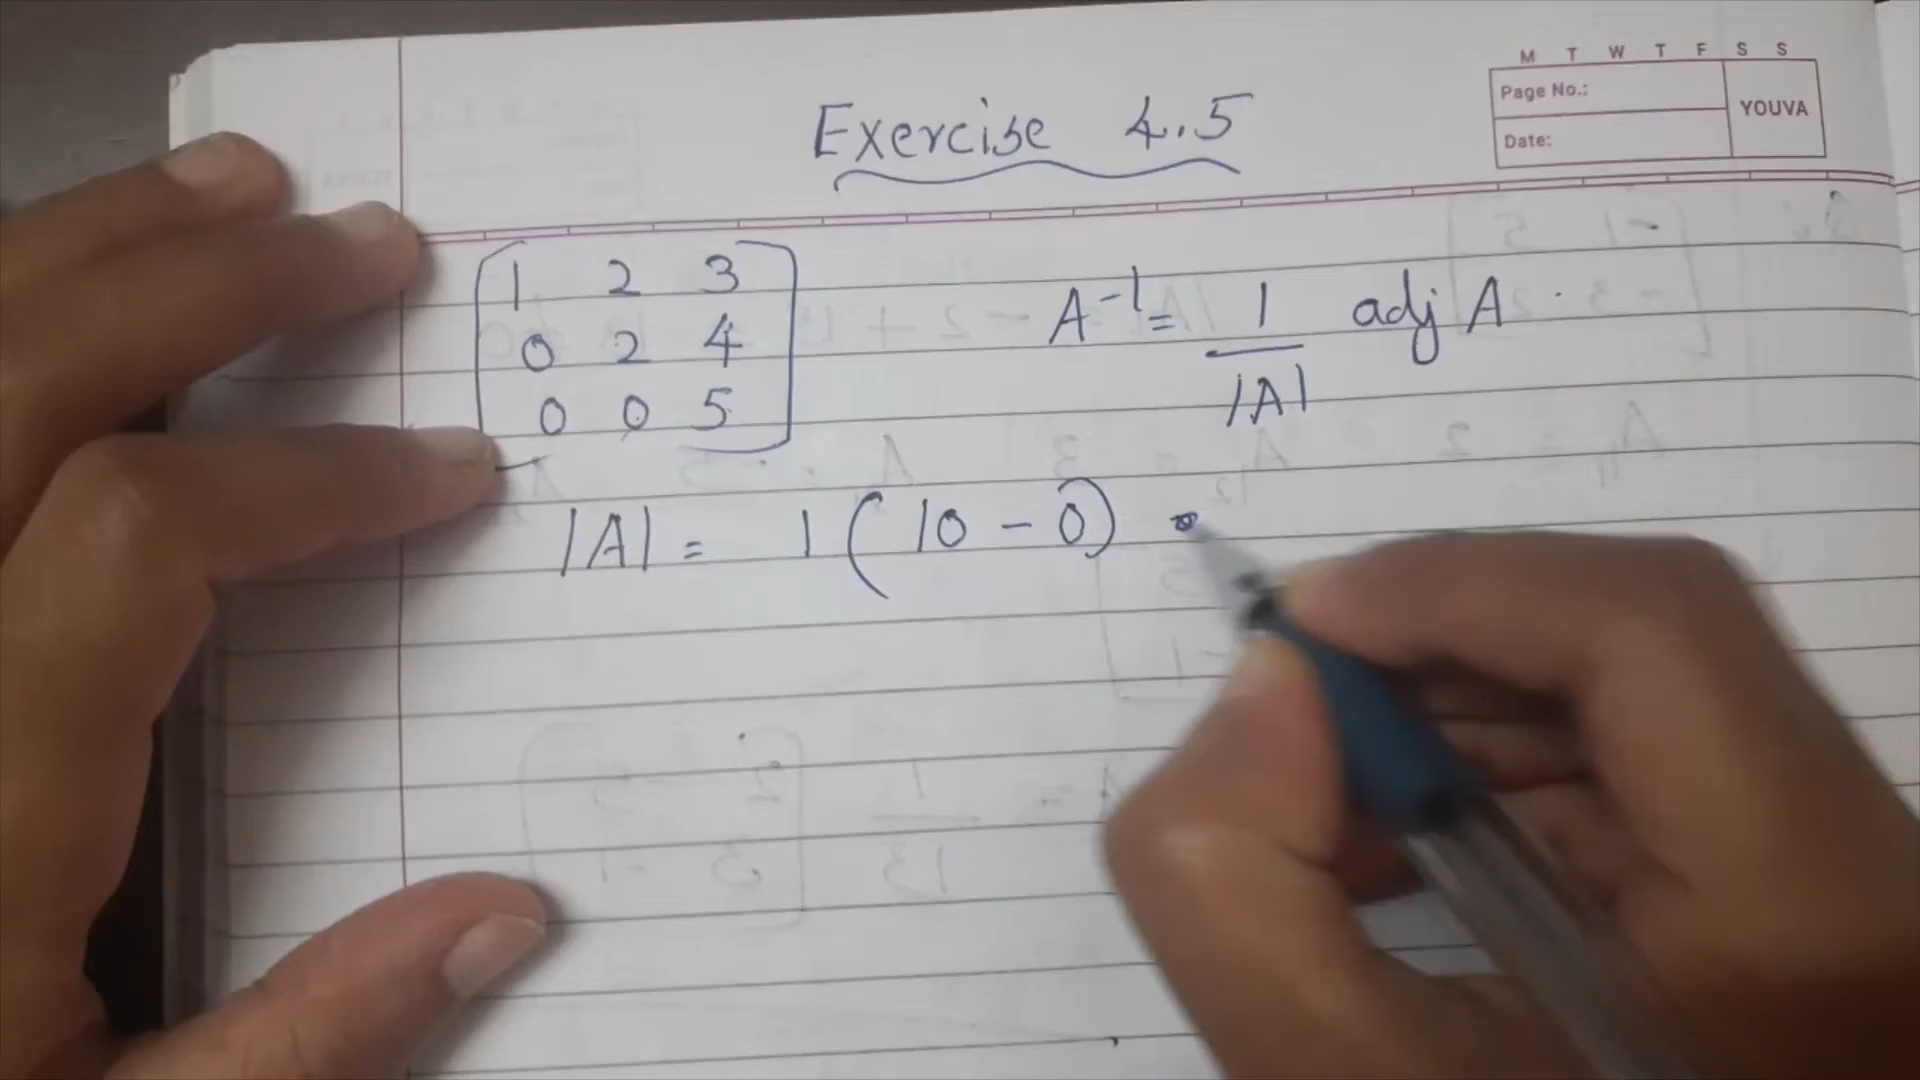 M T W T F S S
Page No.:
YOUVA
Date:
Exercise 4.5
1 2 3
0 2 4
0 0 5
A⁻¹ = 1/|A| adj A.
|A| = 1 ( 10 - 0 )